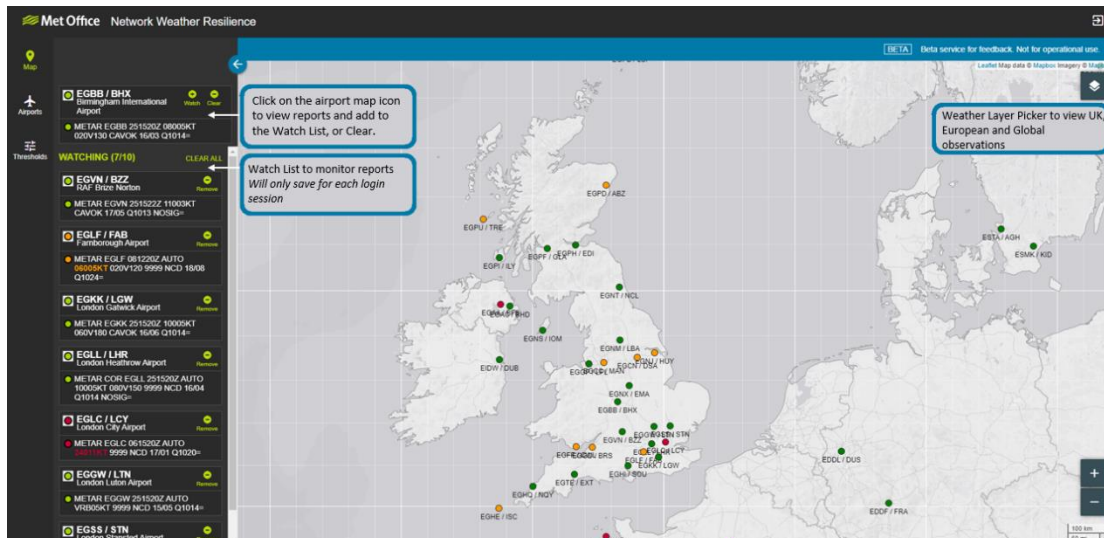 Met Office Network Weather Resilience
BETA Beta service for feedback. Not for operational use.
Map
Airports
Thresholds
EGBB / BHX
Birmingham International
Airport
Watch Clear
METAR EGBB 251520Z 08005KT
020V130 CAVOK 16/03 Q1014=
WATCHING (7/10) CLEAR ALL
EGVN / BZZ
RAF Brize Norton
Remove
METAR EGVN 251522Z 11003KT
CAVOK 17/05 Q1013 NOSIG=
EGLF / FAB
Farnborough Airport
Remove
METAR EGLF 081220Z AUTO
06005KT 020V120 9999 NCD 18/08
Q1024=
EGKK / LGW
London Gatwick Airport
Remove
METAR EGKK 251520Z 10005KT
060V180 CAVOK 16/06 Q1014=
EGLL / LHR
London Heathrow Airport
Remove
METAR COR EGLL 251520Z AUTO
10005KT 080V150 9999 NCD 16/04
Q1014 NOSIG=
EGLC / LCY
London City Airport
Remove
METAR EGLC 061520Z AUTO
9999 NCD 17/01 Q1020=
EGGW / LTN
London Luton Airport
Remove
METAR EGGW 251520Z AUTO
VRB05KT 9999 NCD 15/05 Q1014=
EGSS / STN
London Stansted Airport
Click on the airport map icon
to view reports and add to
the Watch List, or Clear.
Watch List to monitor reports
Will only save for each login
session
Leaflet Map data © Mapbox Imagery ©
Weather Layer Picker to view UK,
European and Global
observations
EGPD / ABZ
EGPU / TRE
EGPI / ILY
EGPF / GLA
EGPH / EDI
EGNT / NCL
EGNS / IOM
EIDW / DUB
EGNM / LBA
EGNJ / HUY
EGCN / DSA
EGNX / EMA
EGBB / BHX
EGVN / BZZ
EGKK / LGW
EGHI / SOU
EGTE / EXT
EGHQ / NQY
EGHE / ISC
ESTA / AGH
ESMK / KID
EDDL / DUS
EDDF / FRA
+
−
100 km